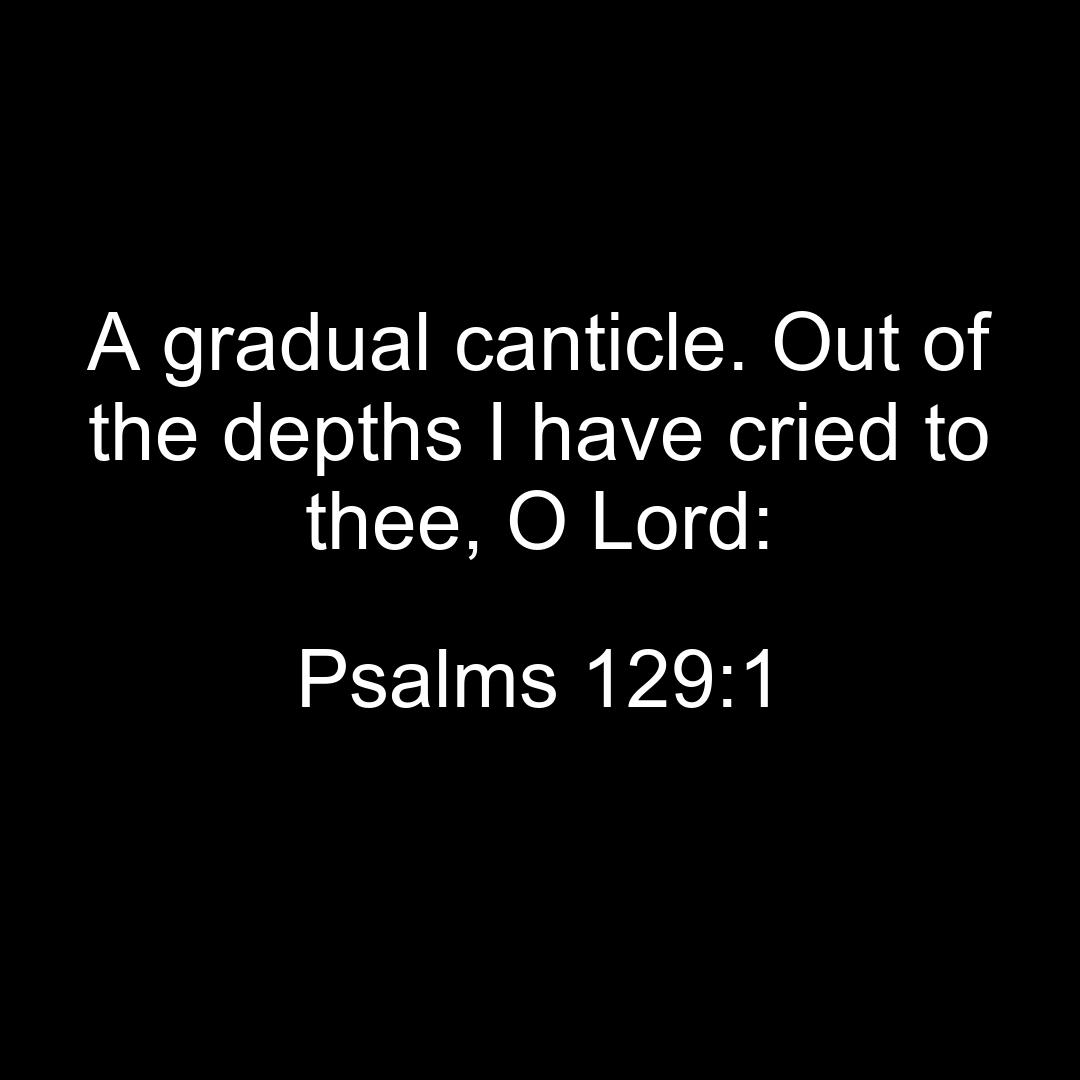 A gradual canticle. Out of
the depths I have cried to
thee, O Lord:
Psalms 129:1